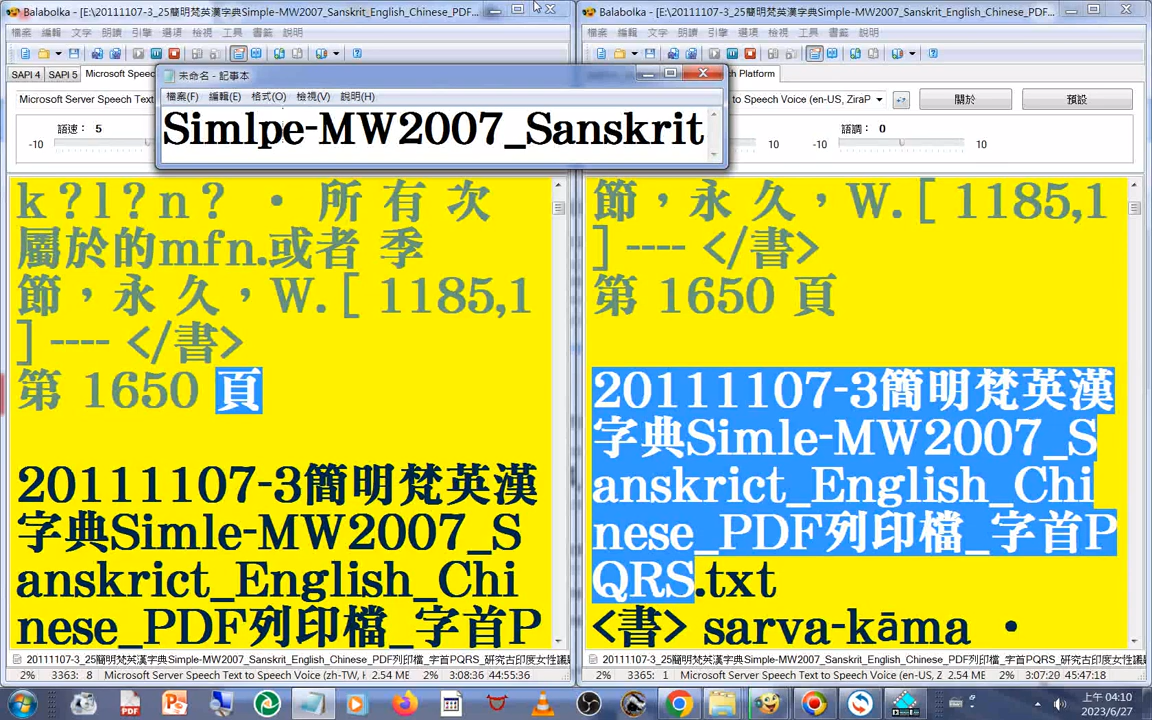 Balabolka - [E:\20111107-3_25簡明梵英漢字典Simple-MW2007_Sanskrit_English_Chinese_PDF...
檔案 編輯 文字 朗讀 引擎 選項 檢視 工具 書籤 說明
SAPI 4 SAPI 5 Microsoft Speec
Microsoft Server Speech Text
語速： 5
-10
Balabolka - [E:\20111107-3_25簡明梵英漢字典Simple-MW2007_Sanskrit_English_Chinese_PDF...
檔案 編輯 文字 朗讀 引擎 選項 檢視 工具 書籤 說明
h Platform
to Speech Voice (en-US, ZiraP 關於 預設
語調： 0
10 -10 10
未命名 - 記事本
檔案(F) 編輯(E) 格式(O) 檢視(V) 說明(H)
Simlpe-MW2007_Sanskrit
k？l？n？ • 所 有 次
屬於的mfn.或者 季
節，永 久，W. [ 1185,1
] ---- </書>
第 1650 頁
20111107-3簡明梵英漢
字典Simle-MW2007_S
anskrict_English_Chi
nese_PDF列印檔_字首P
節，永 久，W. [ 1185,1
] ---- </書>
第 1650 頁
20111107-3簡明梵英漢
字典Simle-MW2007_S
anskrict_English_Chi
nese_PDF列印檔_字首P
QRS.txt
<書> sarva-kāma •
20111107-3_25簡明梵英漢字典Simple-MW2007_Sanskrit_English_Chinese_PDF列印檔_字首PQRS_研究古印度女性議
2% 3363: 8 Microsoft Server Speech Text to Speech Voice (zh-TW, H 2.54 MB 2% 3:08:36 44:55:36
20111107-3_25簡明梵英漢字典Simple-MW2007_Sanskrit_English_Chinese_PDF列印檔_字首PQRS_研究古印度女性議
2% 3365: 1 Microsoft Server Speech Text to Speech Voice (en-US, Z 2.54 MB 2% 3:07:20 45:47:18
上午 04:10
2023/6/27